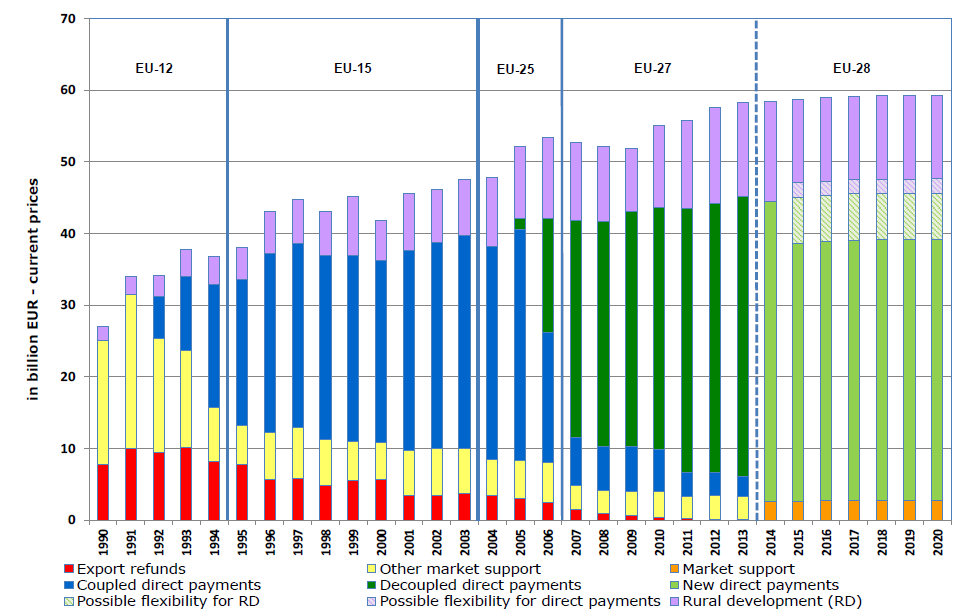 70
EU-12 EU-15 EU-25 EU-27 EU-28
60
50
40
30
20
10
0
in billion EUR - current prices
1990 1991 1992 1993 1994 1995 1996 1997 1998 1999 2000 2001 2002 2003 2004 2005 2006 2007 2008 2009 2010 2011 2012 2013 2014 2015 2016 2017 2018 2019 2020
Export refunds Other market support Market support
Coupled direct payments Decoupled direct payments New direct payments
Possible flexibility for RD Possible flexibility for direct payments Rural development (RD)